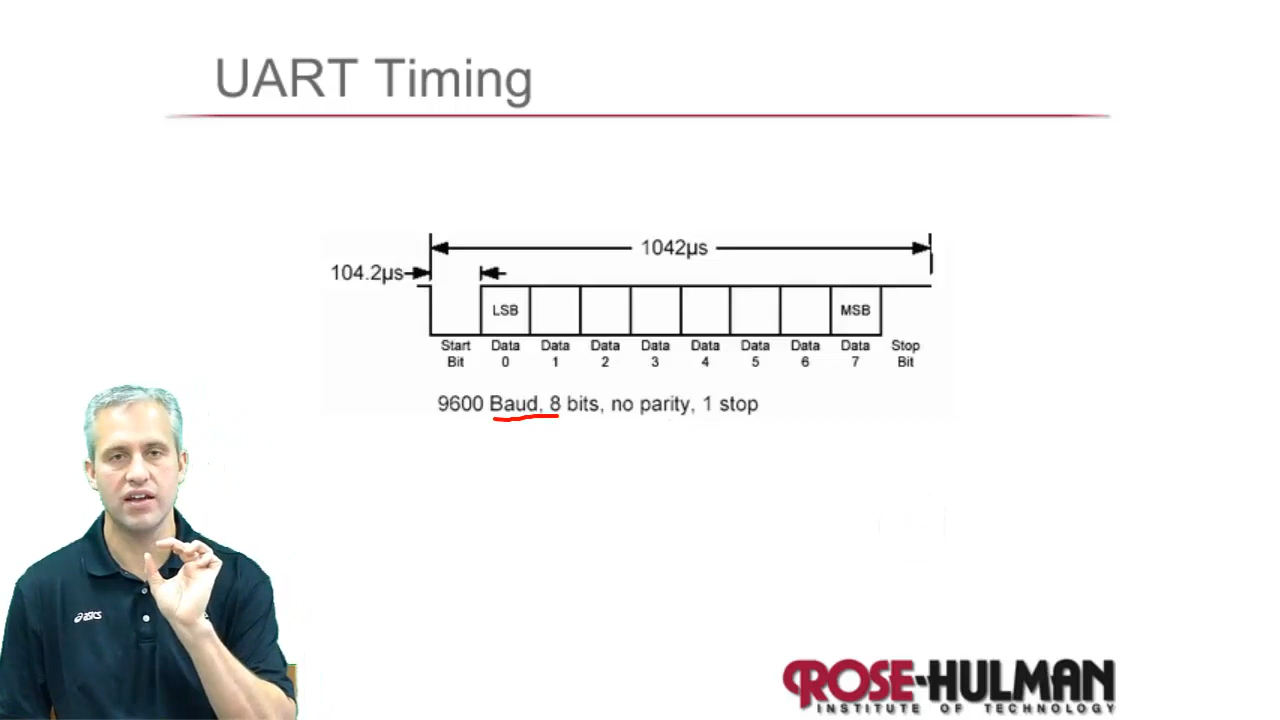 UART Timing
1042µs
104.2µs
LSB
MSB
Start Bit
Data 0
Data 1
Data 2
Data 3
Data 4
Data 5
Data 6
Data 7
Stop Bit
9600 Baud, 8 bits, no parity, 1 stop
asics
ROSE-HULMAN
INSTITUTE OF TECHNOLOGY